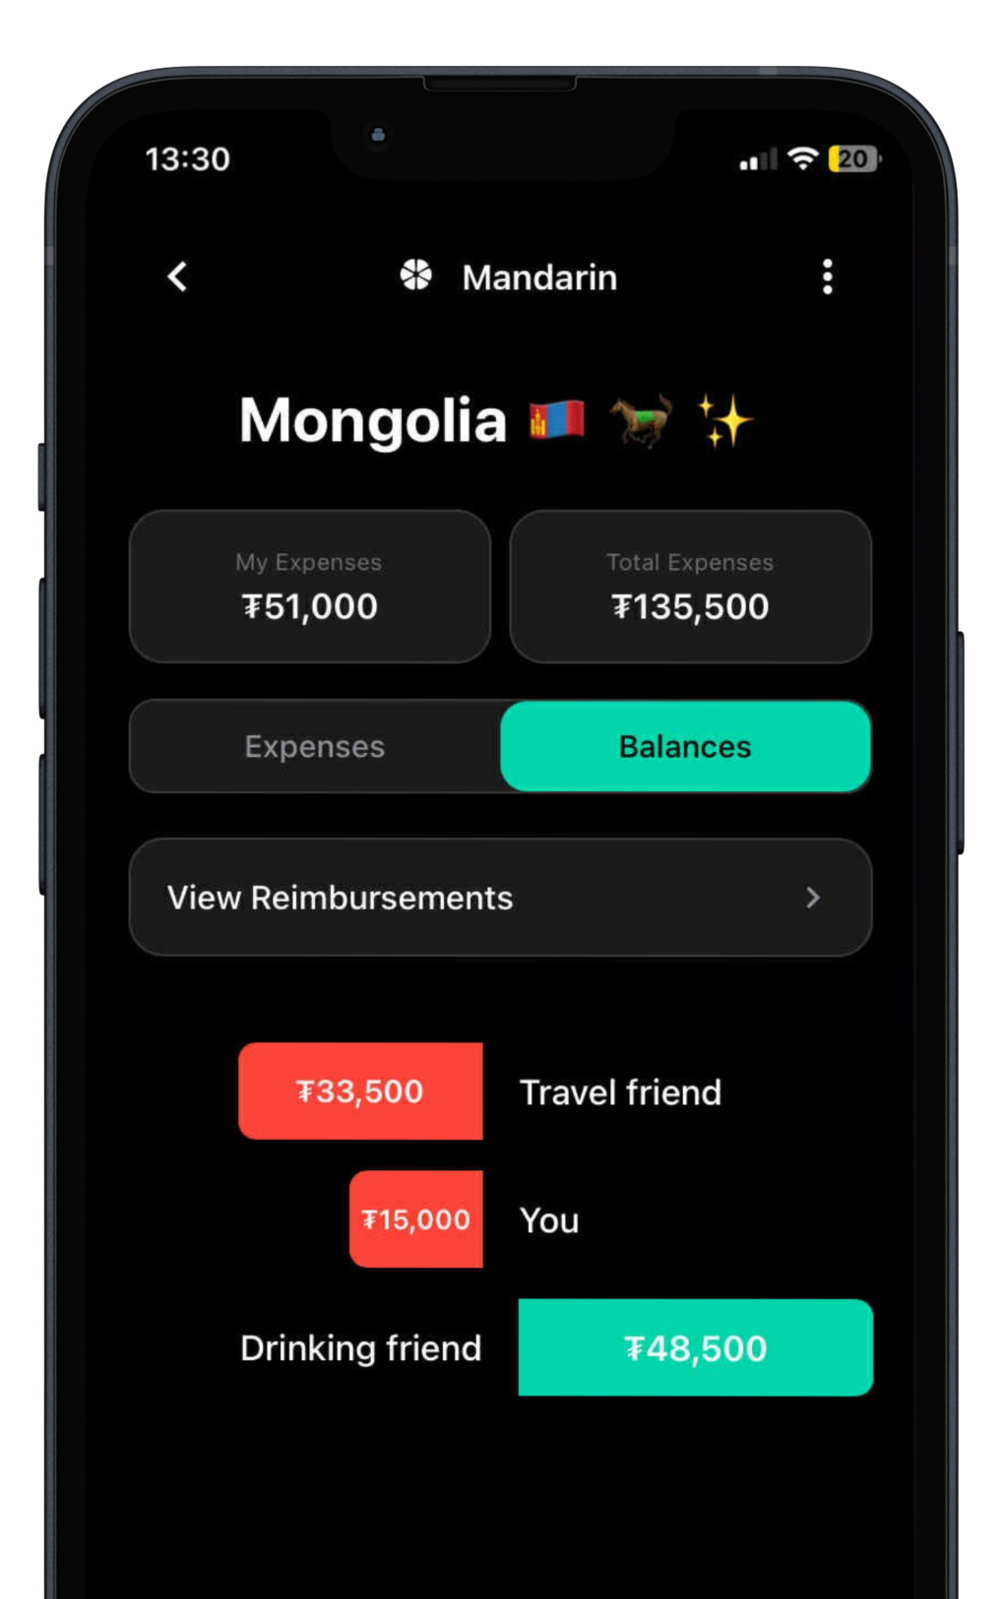 13:30
20
Mandarin
Mongolia 🇲🇳 🐎 ✨
My Expenses
₮51,000
Total Expenses
₮135,500
Expenses
Balances
View Reimbursements
₮33,500 Travel friend
₮15,000 You
Drinking friend ₮48,500